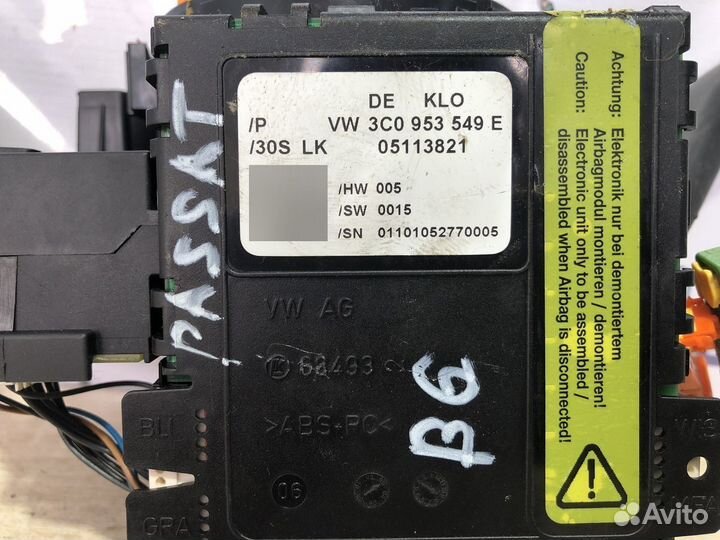 DE KLO
/P VW 3C0 953 549 E
/30S LK 05113821
/HW 005
/SW 0015
/SN 01101052770005
Achtung: Elektronik nur bei demontiertem
Airbagmodul montieren / demontieren!
Caution: Electronic unit only to be assembled /
disassembled when Airbag is disconnected!
PASSAT
B6
VW AG
>ABS+PC<
BLI
GRA
06
WIS
MFA
Avito